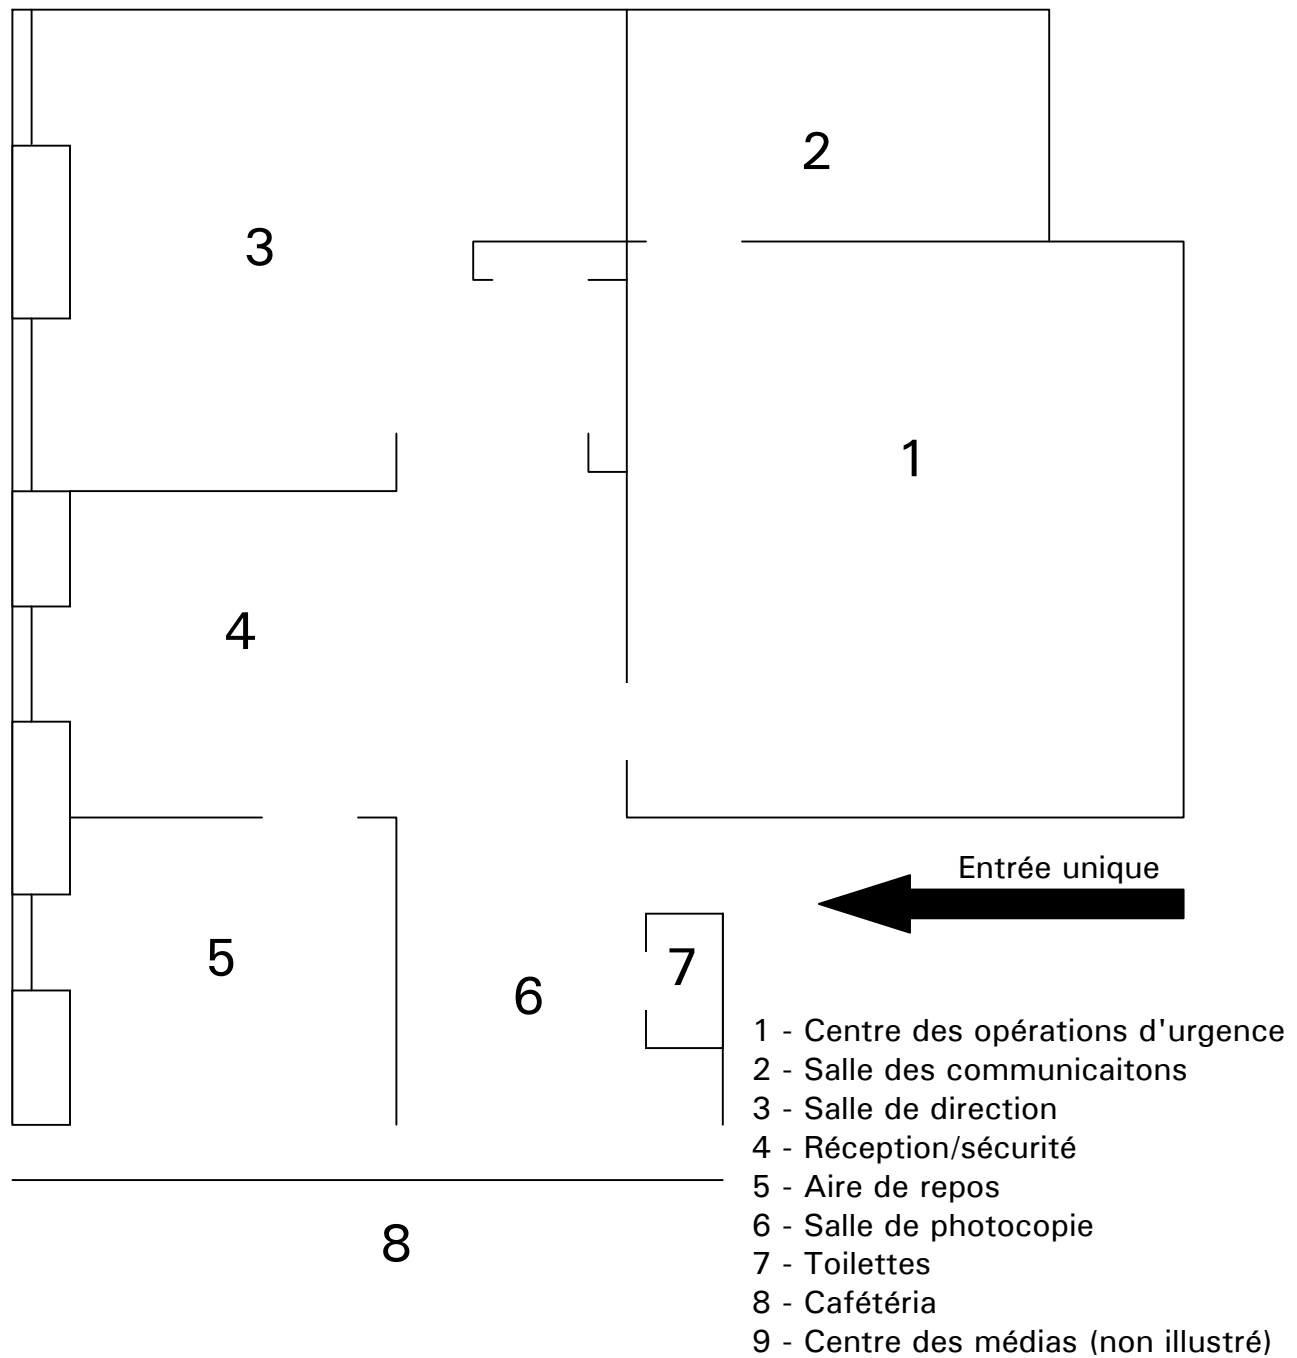 2
3
1
4
Entrée unique
5
7
6
1 - Centre des opérations d'urgence
2 - Salle des communicaitons
3 - Salle de direction
4 - Réception/sécurité
5 - Aire de repos
6 - Salle de photocopie
7 - Toilettes
8 - Cafétéria
9 - Centre des médias (non illustré)
8